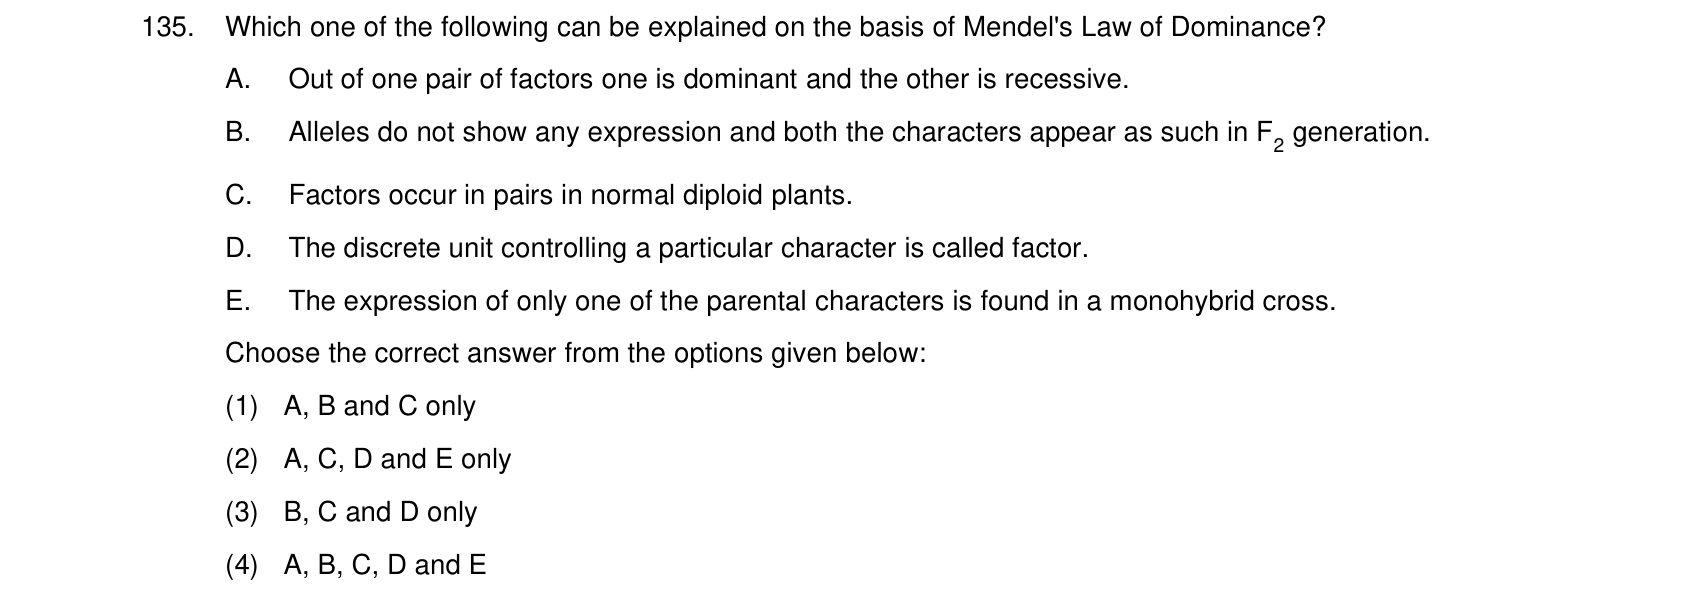 135. Which one of the following can be explained on the basis of Mendel's Law of Dominance?
A. Out of one pair of factors one is dominant and the other is recessive.
B. Alleles do not show any expression and both the characters appear as such in F₂ generation.
C. Factors occur in pairs in normal diploid plants.
D. The discrete unit controlling a particular character is called factor.
E. The expression of only one of the parental characters is found in a monohybrid cross.
Choose the correct answer from the options given below:
(1) A, B and C only
(2) A, C, D and E only
(3) B, C and D only
(4) A, B, C, D and E